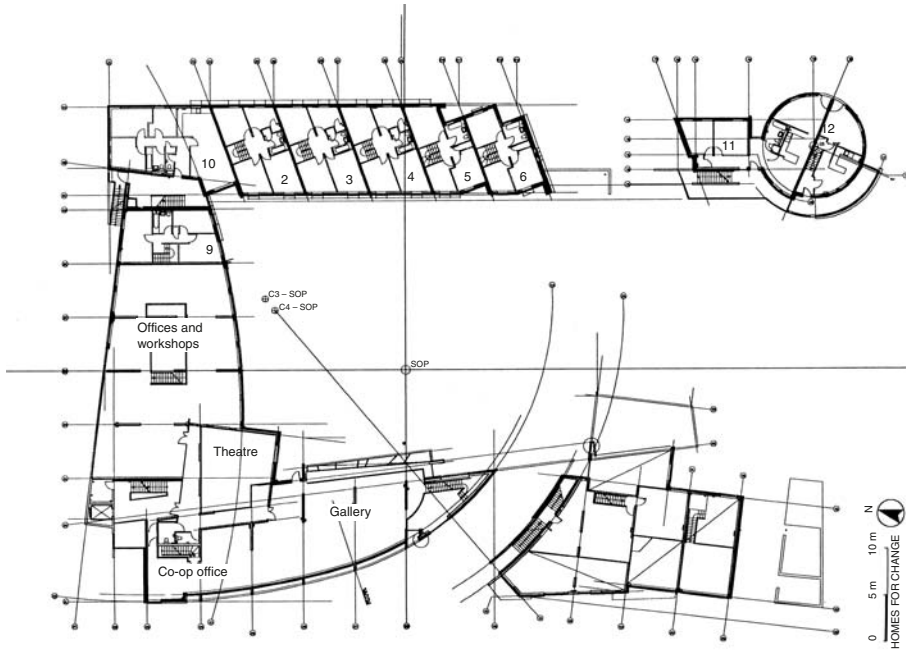 10
2
3
4
5
6
11
12
9
C3 – SOP
C4 – SOP
Offices and
workshops
SOP
Theatre
Gallery
Co-op office
N
10 m
5 m
0
HOMES FOR CHANGE